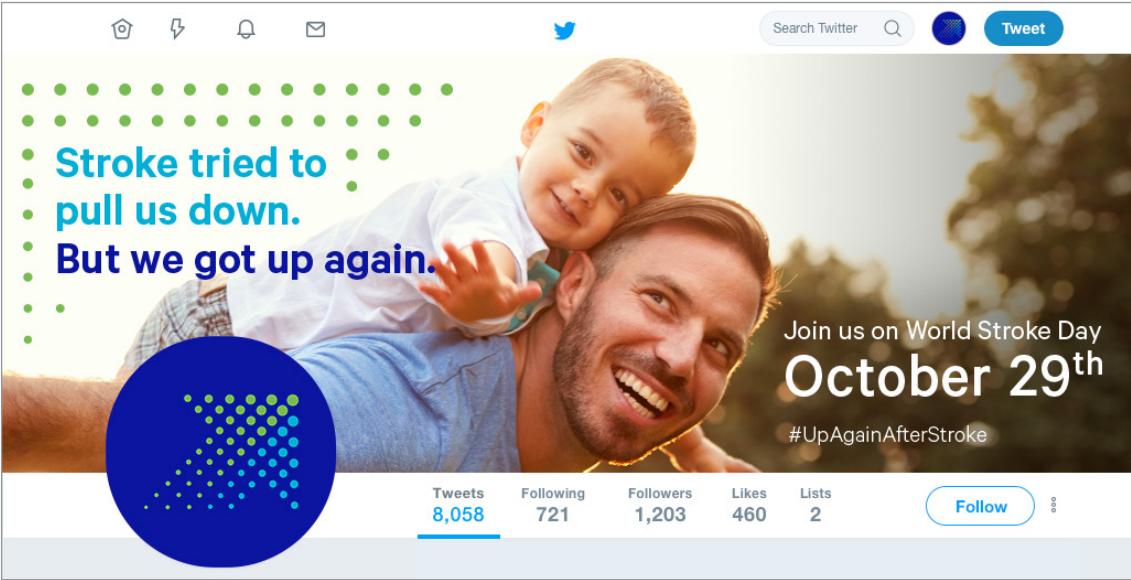 Search Twitter
Tweet
Stroke tried to
pull us down.
But we got up again.
Join us on World Stroke Day
October 29th
#UpAgainAfterStroke
Tweets Following Followers Likes Lists
8,058 721 1,203 460 2
Follow